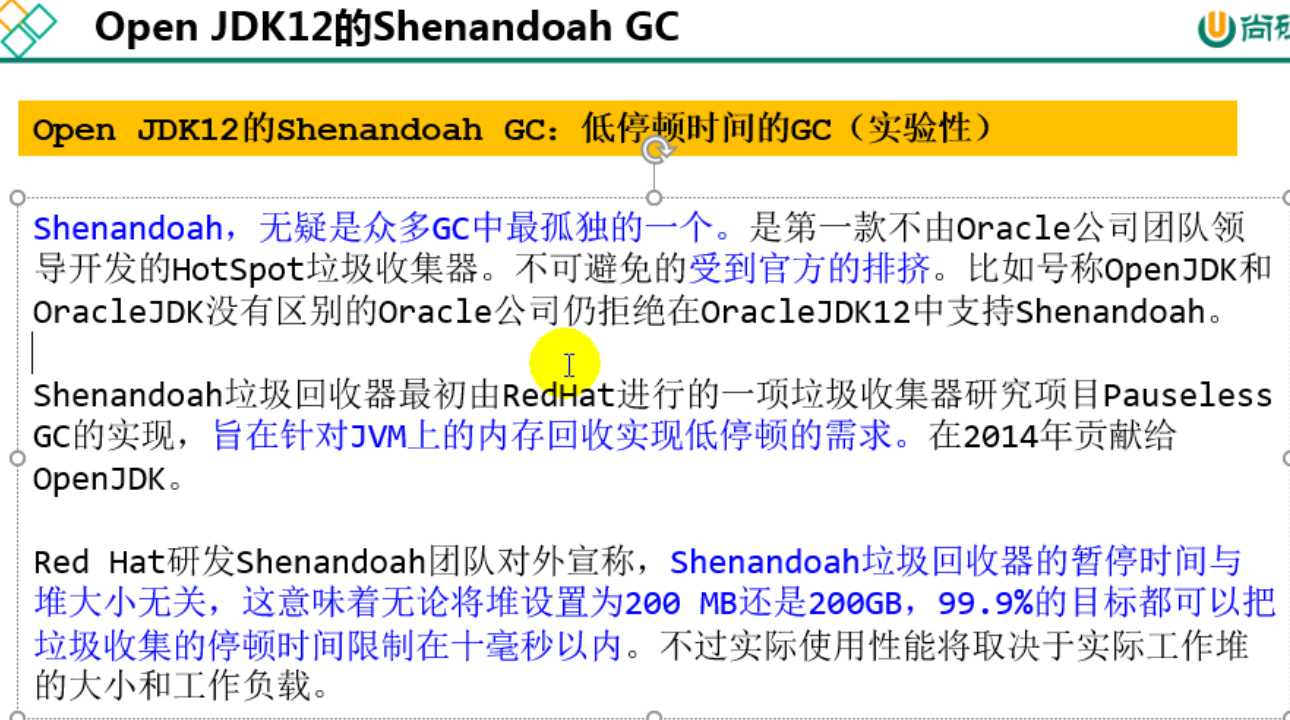 Open JDK12的Shenandoah GC
尚
Open JDK12的Shenandoah GC：低停顿时间的GC（实验性）
Shenandoah，无疑是众多GC中最孤独的一个。是第一款不由Oracle公司团队领
导开发的HotSpot垃圾收集器。不可避免的受到官方的排挤。比如号称OpenJDK和
OracleJDK没有区别的Oracle公司仍拒绝在OracleJDK12中支持Shenandoah。
Shenandoah垃圾回收器最初由RedHat进行的一项垃圾收集器研究项目Pauseless
GC的实现，旨在针对JVM上的内存回收实现低停顿的需求。在2014年贡献给
OpenJDK。
Red Hat研发Shenandoah团队对外宣称，Shenandoah垃圾回收器的暂停时间与
堆大小无关，这意味着无论将堆设置为200 MB还是200GB，99.9%的目标都可以把
垃圾收集的停顿时间限制在十毫秒以内。不过实际使用性能将取决于实际工作堆
的大小和工作负载。